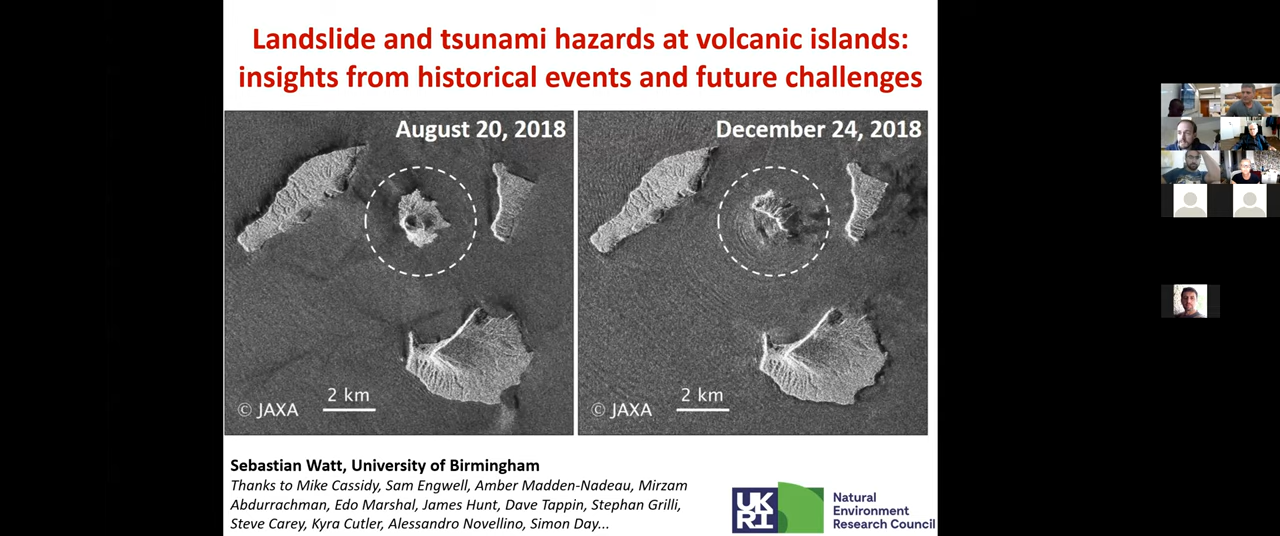 Landslide and tsunami hazards at volcanic islands:
insights from historical events and future challenges
August 20, 2018
December 24, 2018
2 km
© JAXA
2 km
© JAXA
Sebastian Watt, University of Birmingham
Thanks to Mike Cassidy, Sam Engwell, Amber Madden-Nadeau, Mirzam
Abdurrachman, Edo Marshal, James Hunt, Dave Tappin, Stephan Grilli,
Steve Carey, Kyra Cutler, Alessandro Novellino, Simon Day...
UKRI
Natural
Environment
Research Council